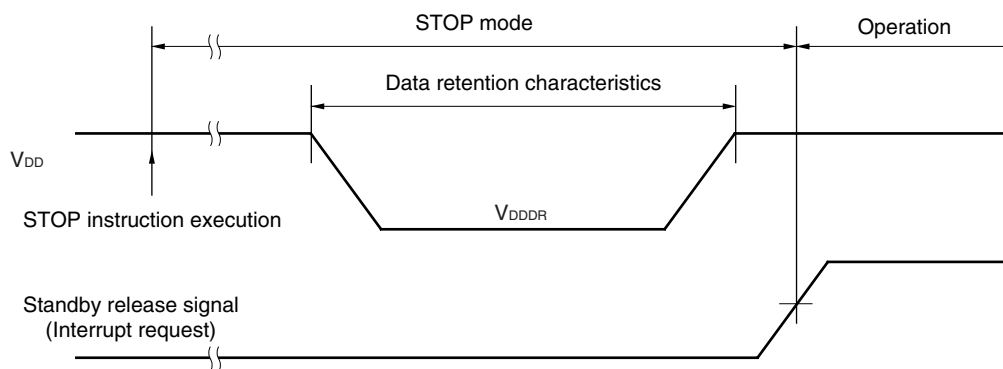 STOP mode
Operation
Data retention characteristics
VDD
STOP instruction execution
VDDDR
Standby release signal
(Interrupt request)